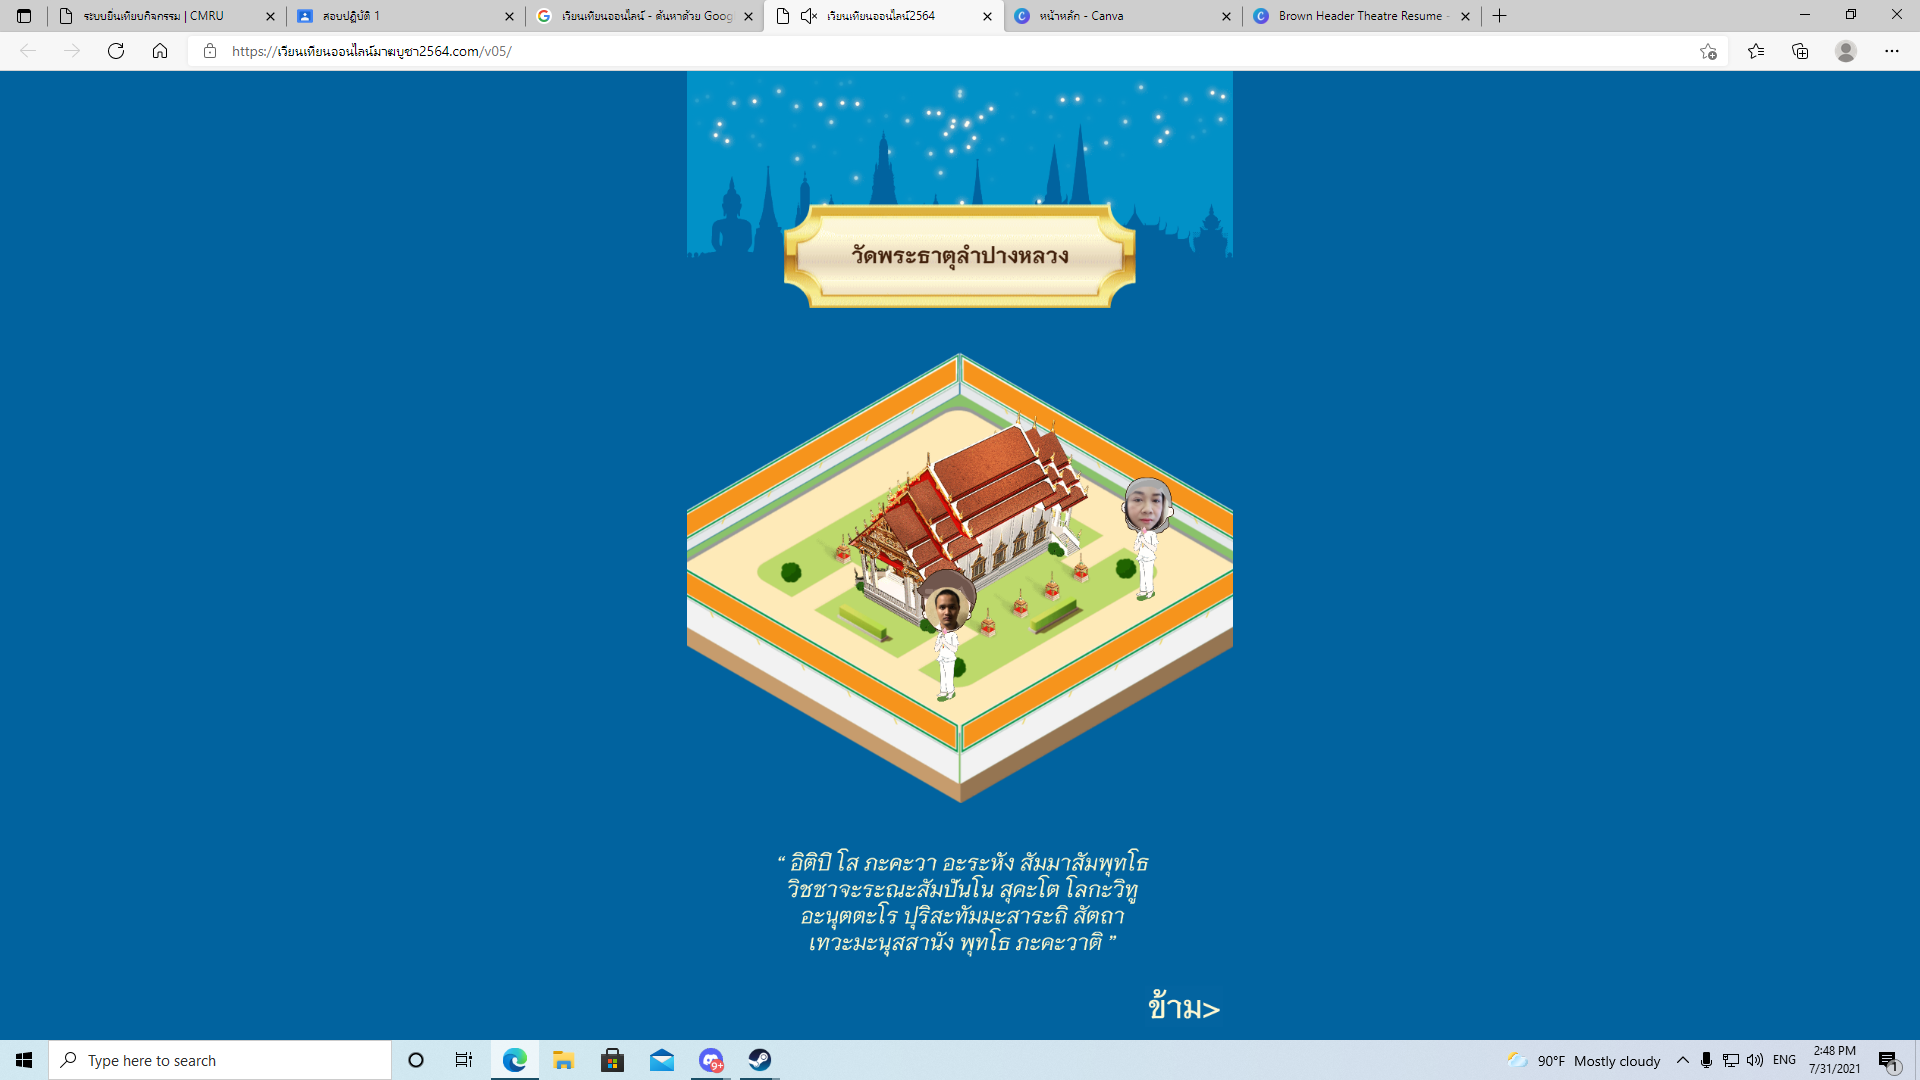 ระบบยื่นเทียบกิจกรรม | CMRU
สอบปฏิบัติ 1
เวียนเทียนออนไลน์ - ค้นหาด้วย Goog
เวียนเทียนออนไลน์2564
หน้าหลัก - Canva
Brown Header Theatre Resume -
https://เวียนเทียนออนไลน์มาฆบูชา2564.com/v05/
วัดพระธาตุลำปางหลวง
“ อิติปิ โส ภะคะวา อะระหัง สัมมาสัมพุทโธ
วิชชาจะระณะสัมปันโน สุคะโต โลกะวิทู
อะนุตตะโร ปุริสะทัมมะสาระถิ สัตถา
เทวะมะนุสสานัง พุทโธ ภะคะวาติ ”
ข้าม>
Type here to search
9+
90°F Mostly cloudy
ENG
2:48 PM
7/31/2021
1